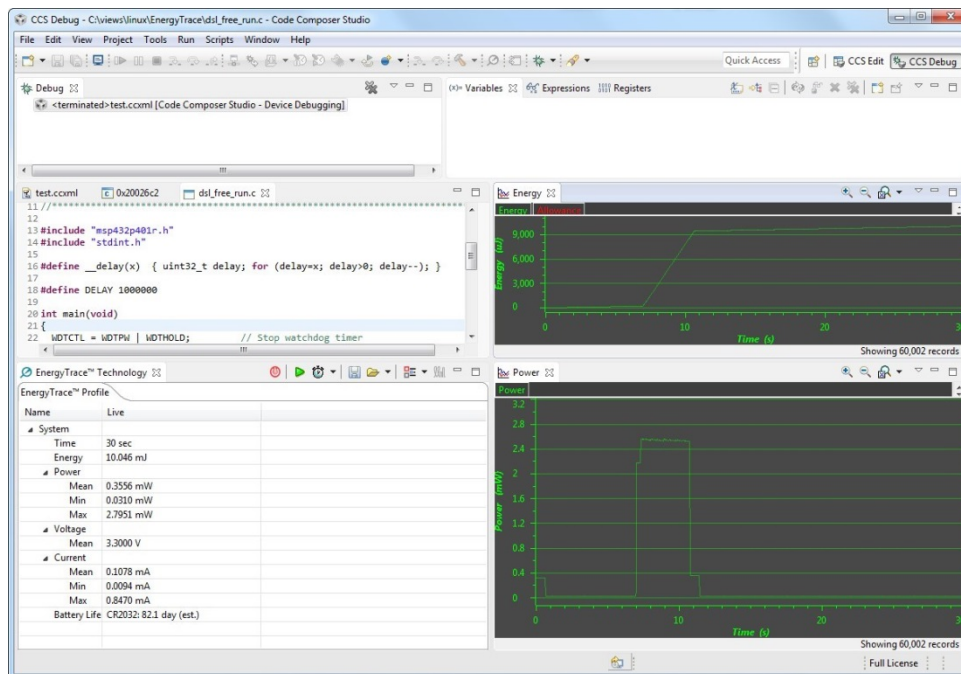 CCS Debug - C:\views\linux\EnergyTrace\dsl_free_run.c - Code Composer Studio
File Edit View Project Tools Run Scripts Window Help
Quick Access CCS Edit CCS Debug
Debug
<terminated>test.ccxml [Code Composer Studio - Device Debugging]
(x)= Variables Expressions Registers
test.ccxml 0x20026c2 dsl_free_run.c
11 //**************************************************
12
13 #include "msp432p401r.h"
14 #include "stdint.h"
15
16 #define __delay(x) { uint32_t delay; for (delay=x; delay>0; delay--); }
17
18 #define DELAY 1000000
19
20 int main(void)
21 {
22 WDTCTL = WDTPW | WDTHOLD; // Stop watchdog timer
Energy
Energy Allowance
Energy (uJ)
9,000
6,000
3,000
0
0 10 20 30
Time (s)
Showing 60,002 records
EnergyTrace™ Technology
EnergyTrace™ Profile
Name Live
System
Time 30 sec
Energy 10.046 mJ
Power
Mean 0.3556 mW
Min 0.0310 mW
Max 2.7951 mW
Voltage
Mean 3.3000 V
Current
Mean 0.1078 mA
Min 0.0094 mA
Max 0.8470 mA
Battery Life CR2032: 82.1 day (est.)
Power
Power
Power (mW)
3.2
2.8
2.4
2
1.6
1.2
0.8
0.4
0
0 10 20 3
Time (s)
Showing 60,002 records
Full License